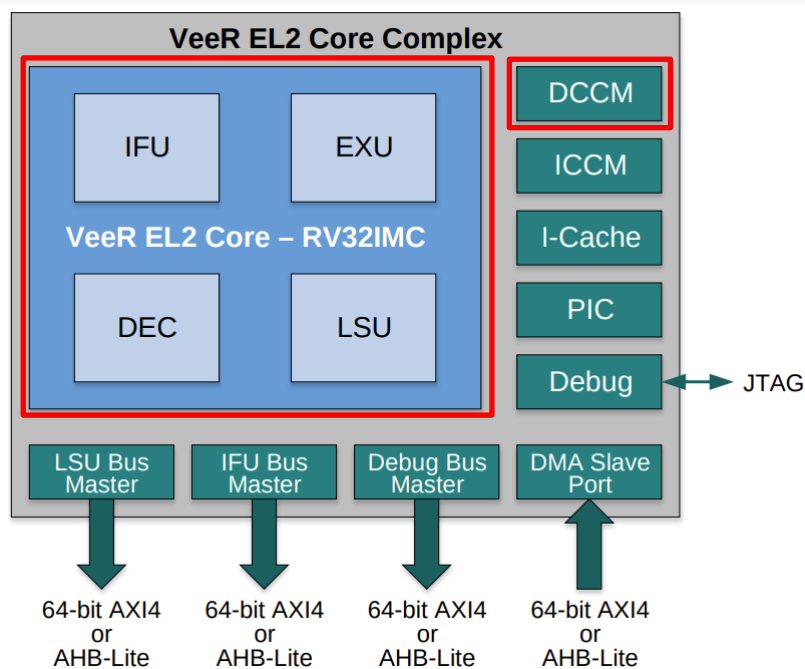 VeeR EL2 Core Complex
IFU
EXU
VeeR EL2 Core – RV32IMC
DEC
LSU
DCCM
ICCM
I-Cache
PIC
Debug
JTAG
LSU Bus
Master
IFU Bus
Master
Debug Bus
Master
DMA Slave
Port
64-bit AXI4
or
AHB-Lite
64-bit AXI4
or
AHB-Lite
64-bit AXI4
or
AHB-Lite
64-bit AXI4
or
AHB-Lite